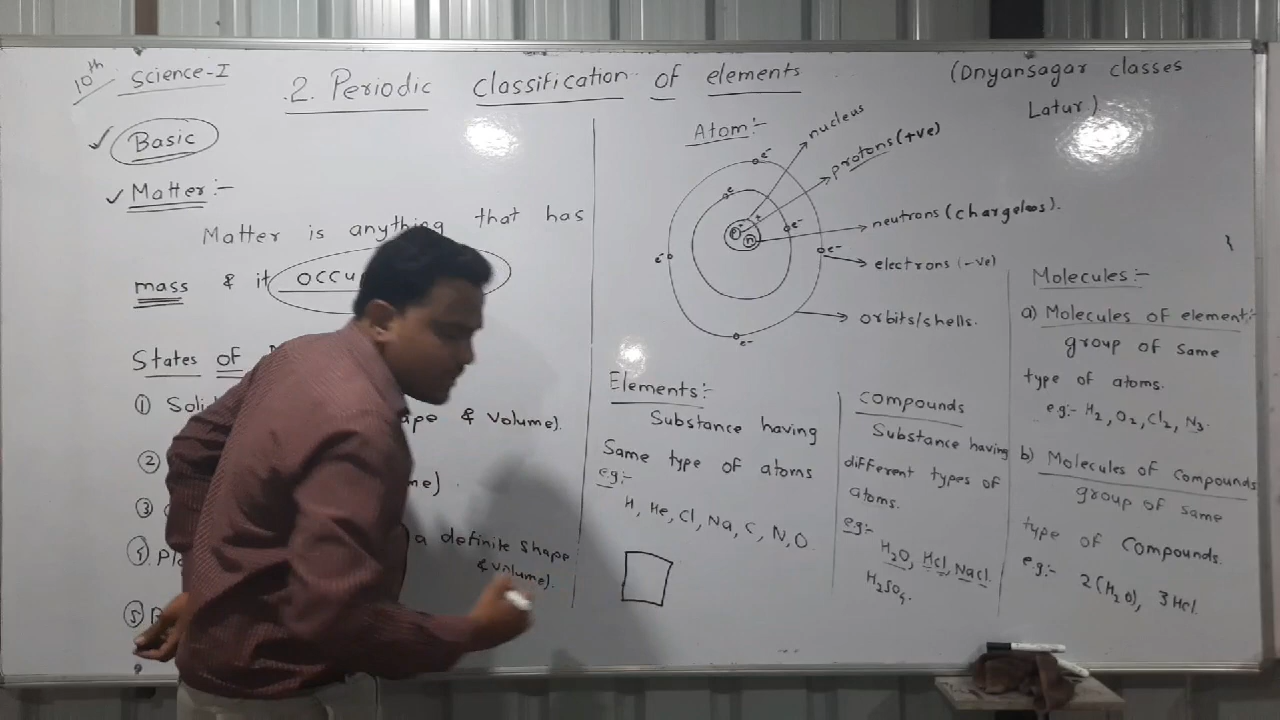 10th Science-I
2. Periodic classification of elements
(Dnyansagar classes
Latur)
Basic
Matter:-
Matter is anything that has
mass & it
States of
① Soli
ape & volume).
②
me)
③
④ Pla
a definite shape
& volume).
⑤
Atom:-
nucleus
protons (+ve)
neutrons (chargeless).
electrons (-ve)
orbits/shells.
e-
e
e-
e-
e-
e-
n
Elements:-
Substance having
Same type of atoms
eg:-
H, He, Cl, Na, C, N, O.
compounds
Substance having
different types of
atoms.
eg:-
H2O, Hcl, Nacl.
H2SO4.
Molecules:-
a) Molecules of element:-
group of same
type of atoms.
eg:- H2, O2, Cl2, N3.
b) Molecules of compounds
group of same
type of compounds.
e.g:- 2(H2O), 3Hcl.